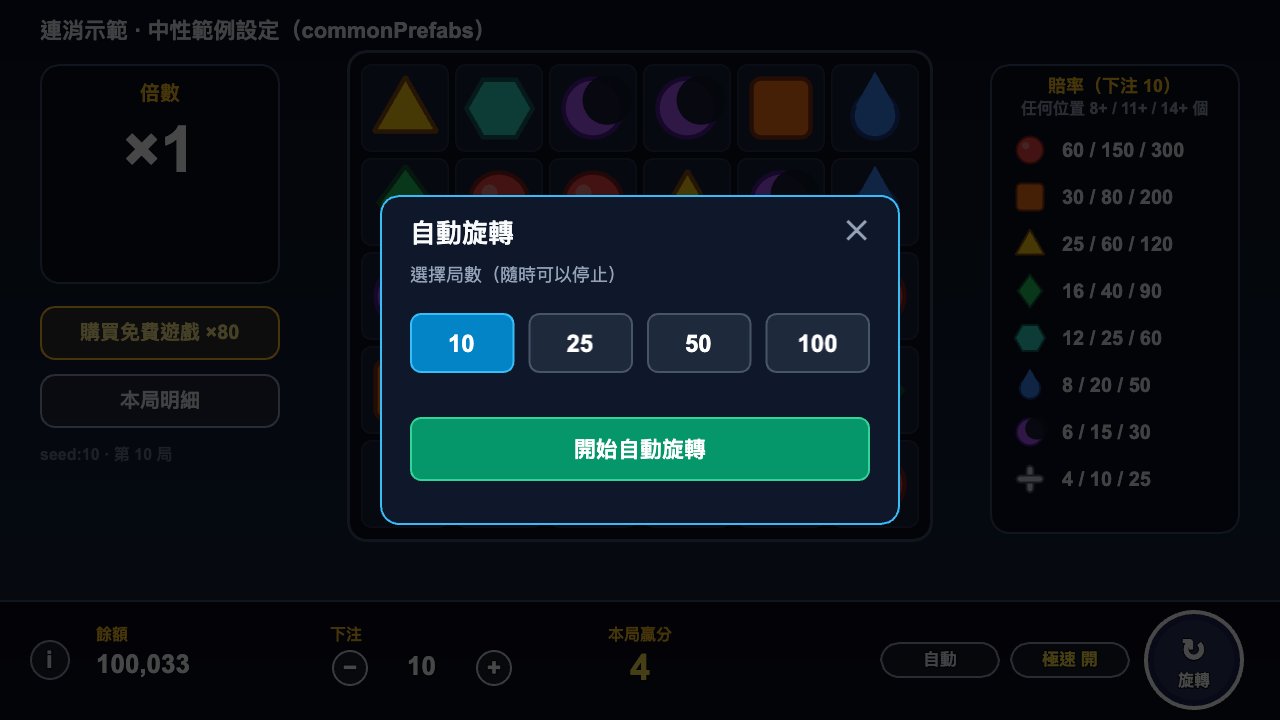 連消示範 · 中性範例設定（commonPrefabs）
倍數
×1
購買免費遊戲 ×80
本局明細
seed:10 · 第 10 局
自動旋轉
選擇局數（隨時可以停止）
10 25 50 100
開始自動旋轉
賠率（下注 10）
任何位置 8+ / 11+ / 14+ 個
60 / 150 / 300
30 / 80 / 200
25 / 60 / 120
16 / 40 / 90
12 / 25 / 60
8 / 20 / 50
6 / 15 / 30
4 / 10 / 25
i
餘額
100,033
下注
− 10 +
本局贏分
4
自動
極速 開
旋轉